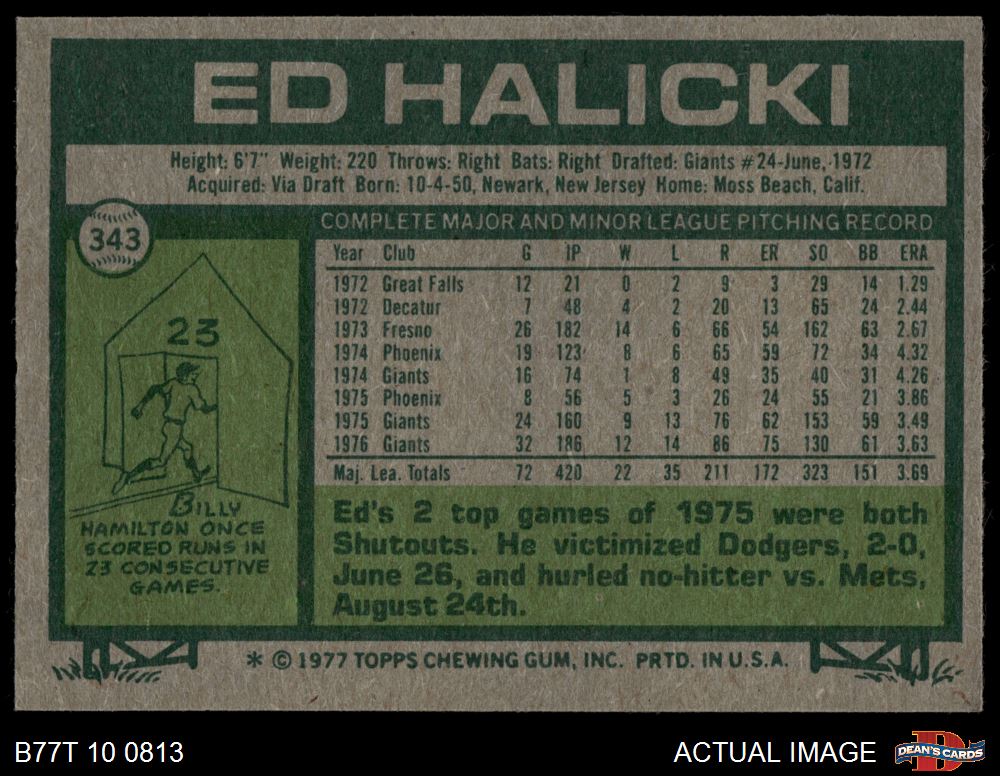 ED HALICKI
Height: 6'7" Weight: 220 Throws: Right Bats: Right Drafted: Giants #24-June, 1972
Acquired: Via Draft Born: 10-4-50, Newark, New Jersey Home: Moss Beach, Calif.
343
COMPLETE MAJOR AND MINOR LEAGUE PITCHING RECORD
Year Club G IP W L R ER SO BB ERA
1972 Great Falls 12 21 0 2 9 3 29 14 1.29
1972 Decatur 7 48 4 2 20 13 65 24 2.44
1973 Fresno 26 182 14 6 66 54 162 63 2.67
1974 Phoenix 19 123 8 6 65 59 72 34 4.32
1974 Giants 16 74 1 8 49 35 40 31 4.26
1975 Phoenix 8 56 5 3 26 24 55 21 3.86
1975 Giants 24 160 9 13 76 62 153 59 3.49
1976 Giants 32 186 12 14 86 75 130 61 3.63
Maj. Lea. Totals 72 420 22 35 211 172 323 151 3.69
23
BILLY
HAMILTON ONCE
SCORED RUNS IN
23 CONSECUTIVE
GAMES.
Ed's 2 top games of 1975 were both
Shutouts. He victimized Dodgers, 2-0,
June 26, and hurled no-hitter vs. Mets,
August 24th.
* © 1977 TOPPS CHEWING GUM, INC. PRTD. IN U.S.A.
B77T 10 0813
ACTUAL IMAGE
DEAN'S CARDS